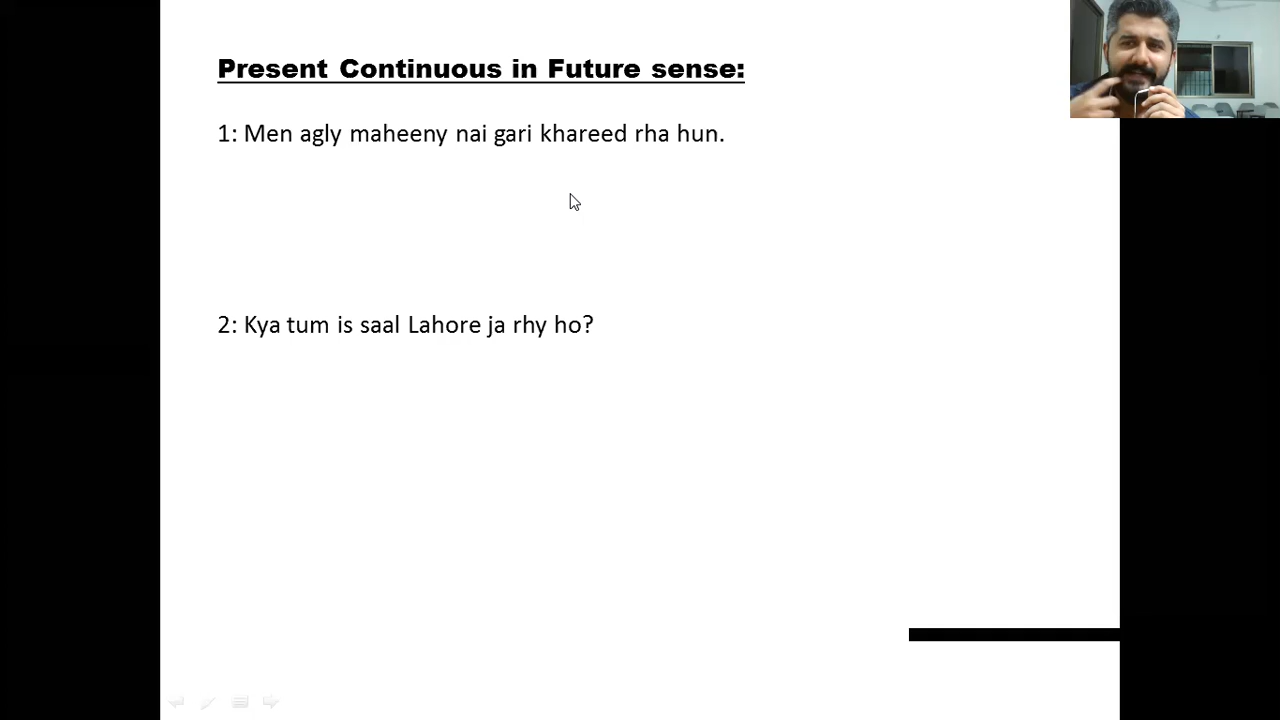 Present Continuous in Future sense:
1: Men agly maheeny nai gari khareed rha hun.
2: Kya tum is saal Lahore ja rhy ho?